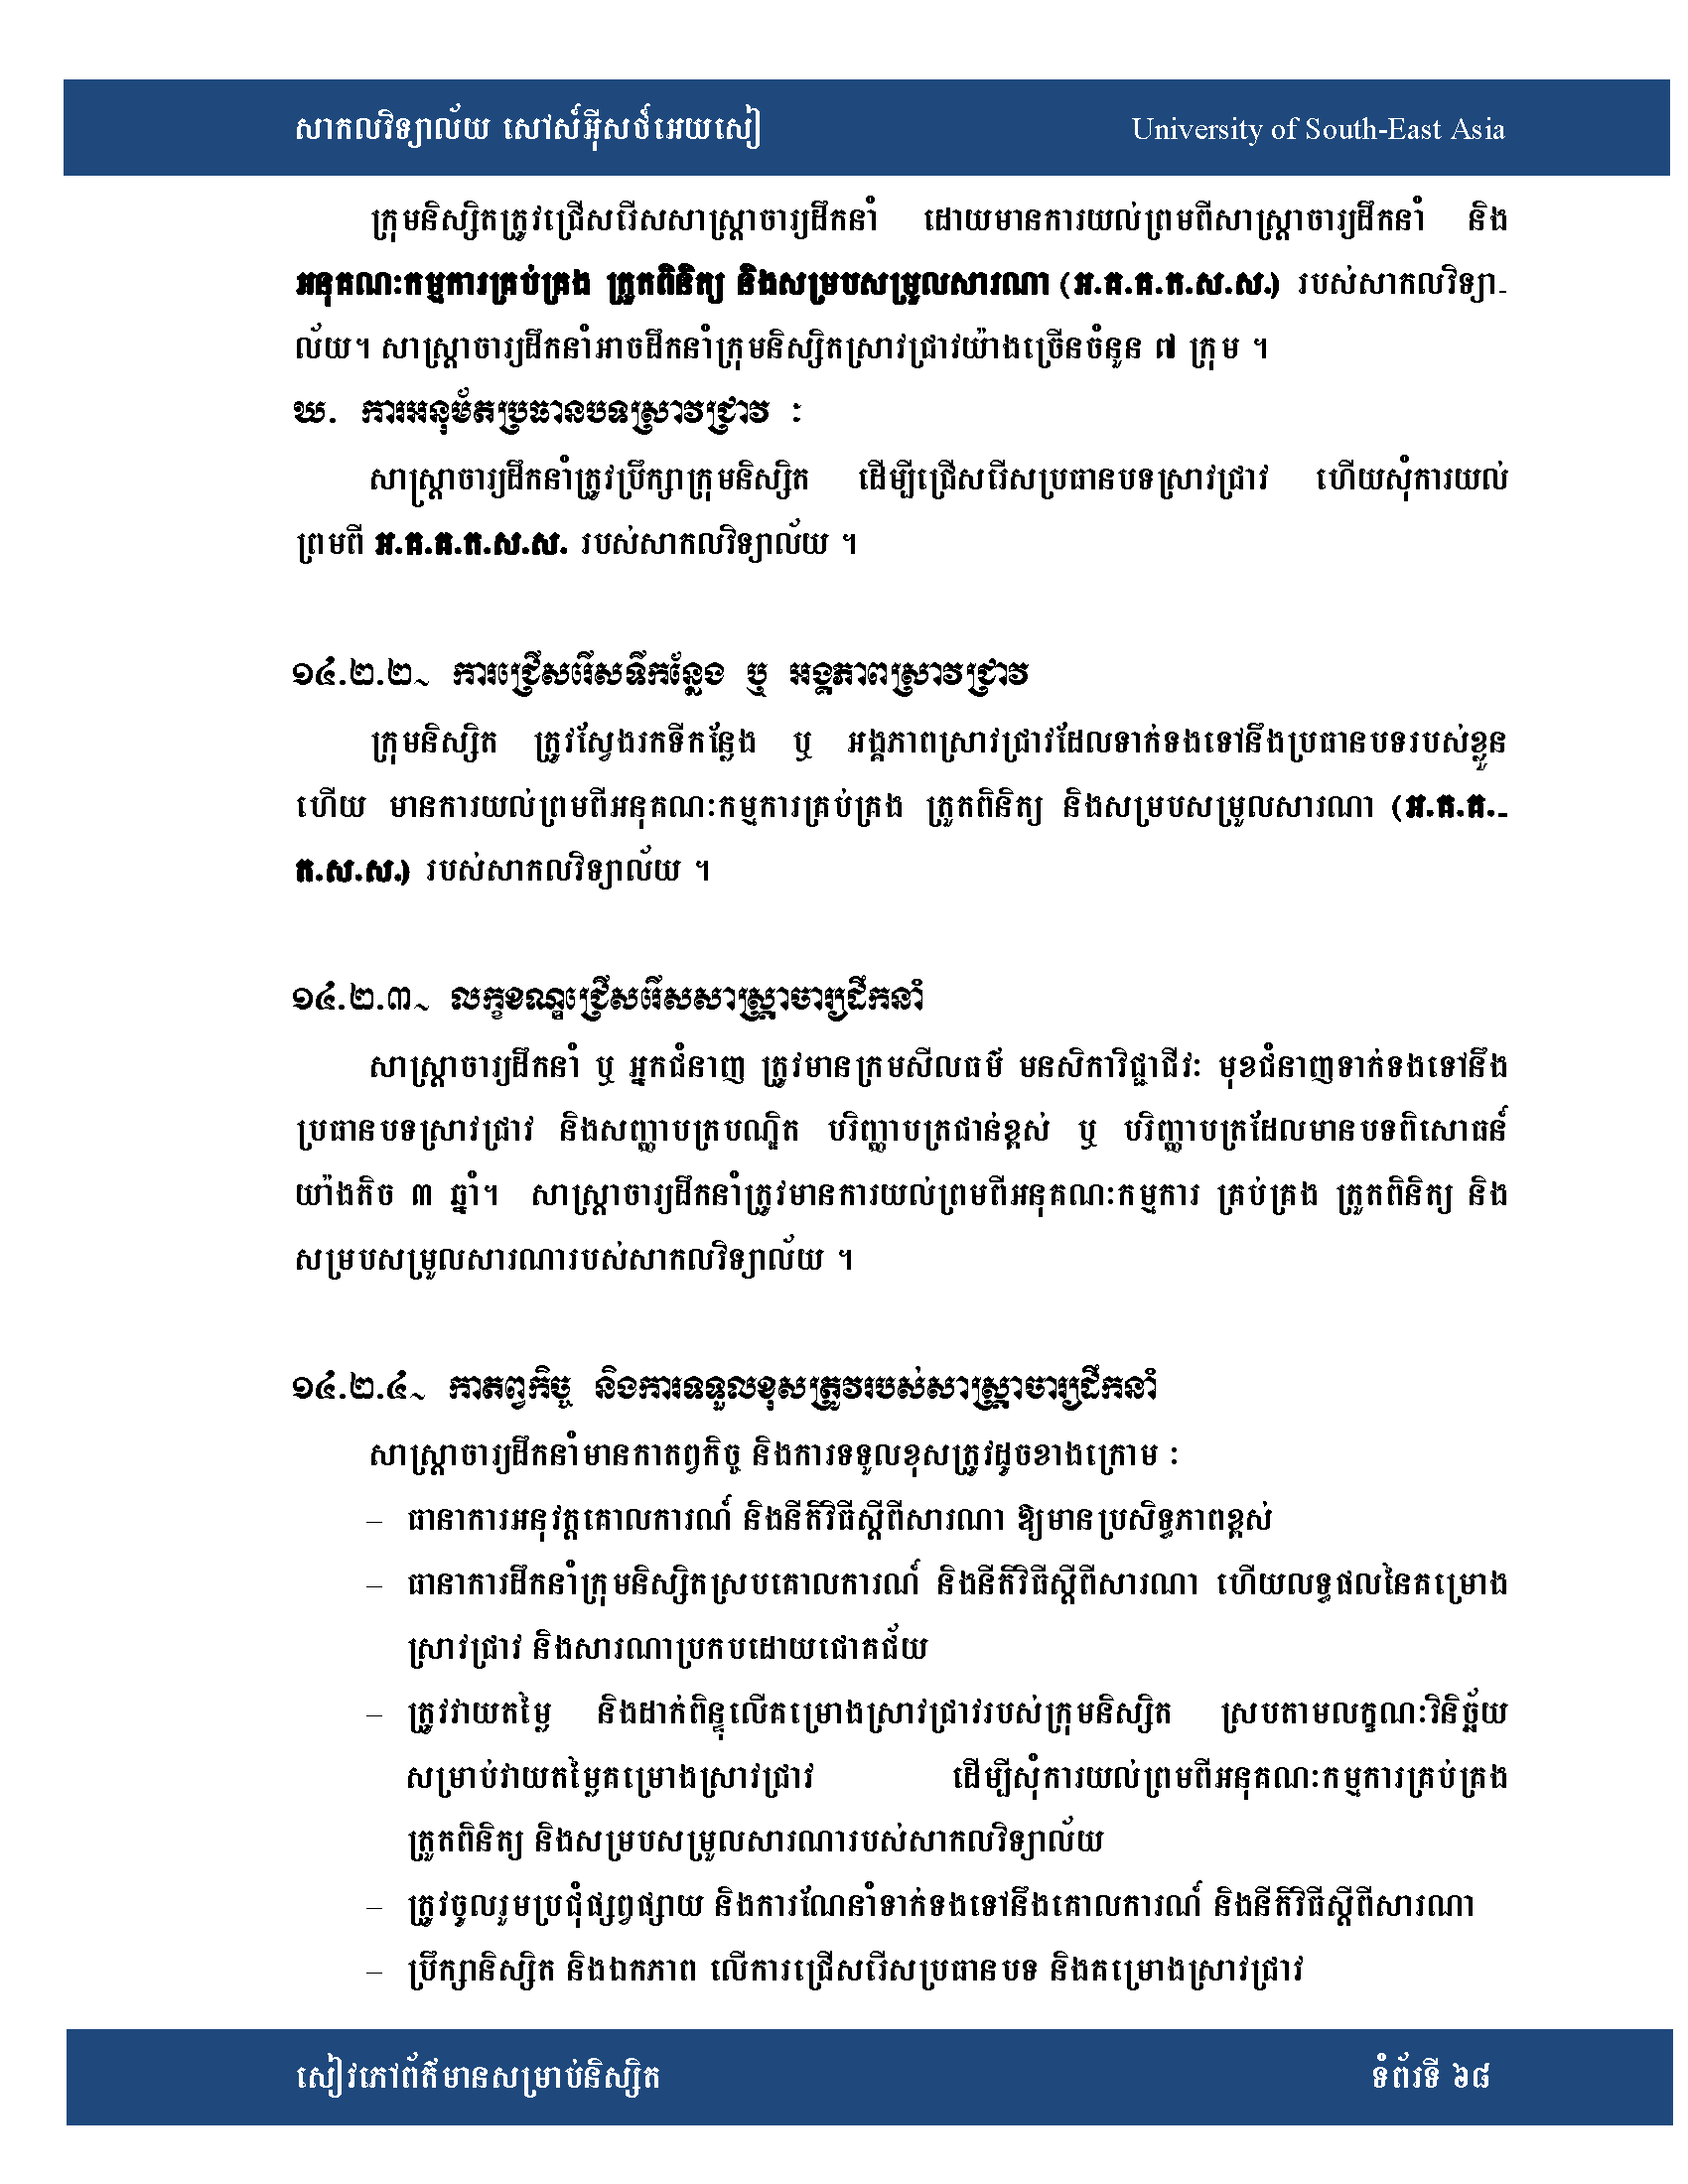 សាកលវិទ្យាល័យ សៅស៍អ៊ីសថ៍អេយសៀ University of South-East Asia
ក្រុមនិស្សិតត្រូវជ្រើសរើសសាស្ត្រាចារ្យដឹកនាំ ដោយមានការយល់ព្រមពីសាស្ត្រាចារ្យដឹកនាំ និង
អនុគណៈកម្មការគ្រប់គ្រង ត្រួតពិនិត្យ និងសម្របសម្រួលសារណា (អ.គ.គ.ត.ស.ស.) របស់សាកលវិទ្យា-
ល័យ។ សាស្ត្រាចារ្យដឹកនាំអាចដឹកនាំក្រុមនិស្សិតស្រាវជ្រាវយ៉ាងច្រើនចំនួន ៧ ក្រុម ។
ឃ. ការអនុម័តប្រធានបទស្រាវជ្រាវ :
សាស្ត្រាចារ្យដឹកនាំត្រូវប្រឹក្សាក្រុមនិស្សិត ដើម្បីជ្រើសរើសប្រធានបទស្រាវជ្រាវ ហើយសុំការយល់
ព្រមពី អ.គ.គ.ត.ស.ស. របស់សាកលវិទ្យាល័យ ។
១៤.២.២~ ការជ្រើសរើសទីកន្លែង ឬ អង្គភាពស្រាវជ្រាវ
ក្រុមនិស្សិត ត្រូវស្វែងរកទីកន្លែង ឬ អង្គភាពស្រាវជ្រាវដែលទាក់ទងទៅនឹងប្រធានបទរបស់ខ្លួន
ហើយ មានការយល់ព្រមពីអនុគណៈកម្មការគ្រប់គ្រង ត្រួតពិនិត្យ និងសម្របសម្រួលសារណា (អ.គ.គ.-
ត.ស.ស.) របស់សាកលវិទ្យាល័យ ។
១៤.២.៣~ លក្ខខណ្ឌជ្រើសរើសសាស្ត្រាចារ្យដឹកនាំ
សាស្ត្រាចារ្យដឹកនាំ ឬ អ្នកជំនាញ ត្រូវមានក្រមសីលធម៌ មនសិកាវិជ្ជាជីវៈ មុខជំនាញទាក់ទងទៅនឹង
ប្រធានបទស្រាវជ្រាវ និងសញ្ញាបត្របណ្ឌិត បរិញ្ញាបត្រជាន់ខ្ពស់ ឬ បរិញ្ញាបត្រដែលមានបទពិសោធន៍
យ៉ាងតិច ៣ ឆ្នាំ។ សាស្ត្រាចារ្យដឹកនាំត្រូវមានការយល់ព្រមពីអនុគណៈកម្មការ គ្រប់គ្រង ត្រួតពិនិត្យ និង
សម្របសម្រួលសារណារបស់សាកលវិទ្យាល័យ ។
១៤.២.៤~ កាតព្វកិច្ច និងការទទួលខុសត្រូវរបស់សាស្ត្រាចារ្យដឹកនាំ
សាស្ត្រាចារ្យដឹកនាំមានកាតព្វកិច្ច និងការទទួលខុសត្រូវដូចខាងក្រោម :
– ធានាការអនុវត្តគោលការណ៍ និងនីតិវិធីស្តីពីសារណា ឱ្យមានប្រសិទ្ធភាពខ្ពស់
– ធានាការដឹកនាំក្រុមនិស្សិតស្របគោលការណ៍ និងនីតិវិធីស្តីពីសារណា ហើយលទ្ធផលនៃគម្រោង
ស្រាវជ្រាវ និងសារណាប្រកបដោយជោគជ័យ
– ត្រូវវាយតម្លៃ និងដាក់ពិន្ទុលើគម្រោងស្រាវជ្រាវរបស់ក្រុមនិស្សិត ស្របតាមលក្ខណៈវិនិច្ឆ័យ
សម្រាប់វាយតម្លៃគម្រោងស្រាវជ្រាវ ដើម្បីសុំការយល់ព្រមពីអនុគណៈកម្មការគ្រប់គ្រង
ត្រួតពិនិត្យ និងសម្របសម្រួលសារណារបស់សាកលវិទ្យាល័យ
– ត្រូវចូលរួមប្រជុំផ្សព្វផ្សាយ និងការណែនាំទាក់ទងទៅនឹងគោលការណ៍ និងនីតិវិធីស្តីពីសារណា
– ប្រឹក្សានិស្សិត និងឯកភាព លើការជ្រើសរើសប្រធានបទ និងគម្រោងស្រាវជ្រាវ
សៀវភៅព័ត៌មានសម្រាប់និស្សិត ទំព័រទី ៦៨